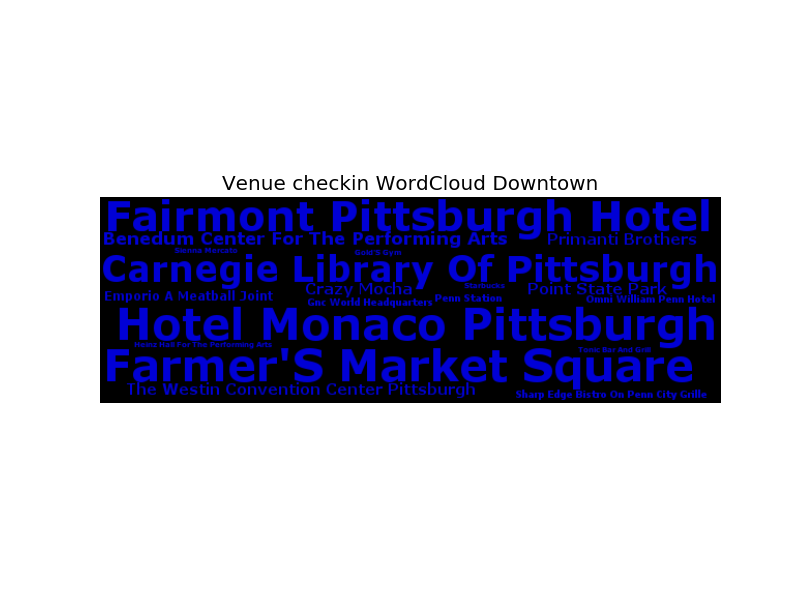 Venue checkin WordCloud Downtown
Fairmont Pittsburgh Hotel
Benedum Center For The Performing Arts Primanti Brothers
Carnegie Library Of Pittsburgh
Starbucks
Crazy Mocha Point State Park
Emporio A Meatball Joint Gnc World Headquarters Penn Station Omni William Penn Hotel
Hotel Monaco Pittsburgh
Heinz Hall For The Performing Arts
Farmer'S Market Square
The Westin Convention Center Pittsburgh Sharp Edge Bistro On Penn City Grille